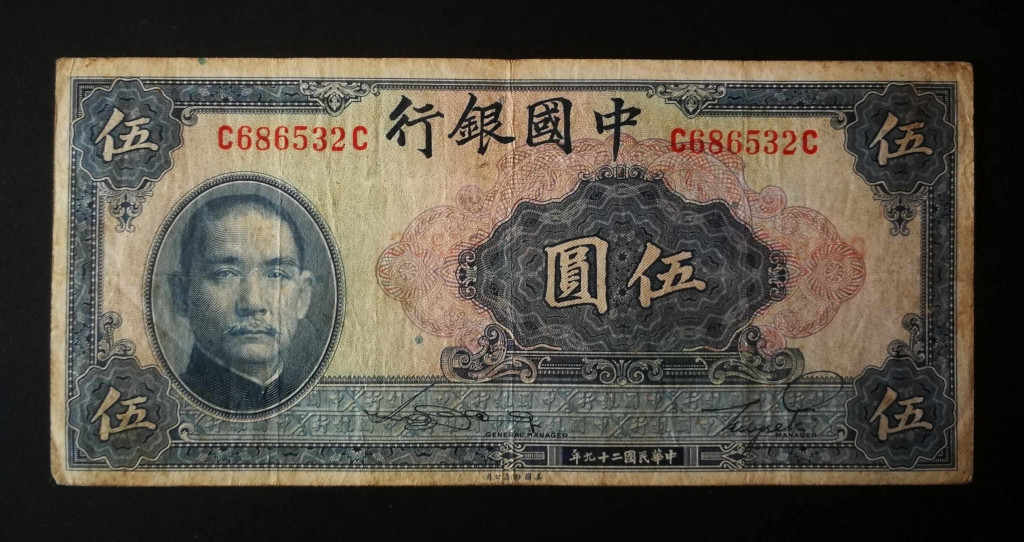 中國銀行
伍 C686532C C686532C 伍
伍圓
伍 伍
GENERAL MANAGER MANAGER
中華民國二十九年